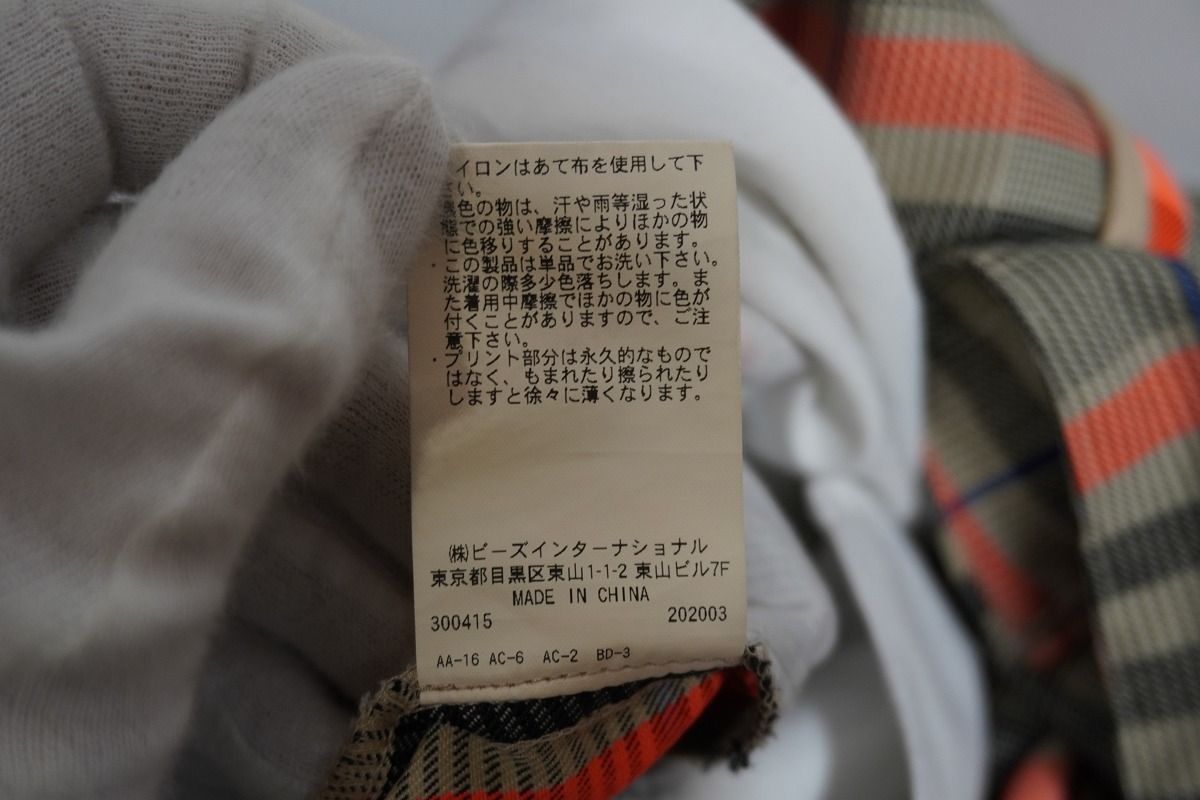 イロンはあて布を使用して下
さい。
色の物は、汗や雨等湿った状
態での強い摩擦によりほかの物
に色移りすることがあります。
・この製品は単品でお洗い下さい。
洗濯の際多少色落ちします。ま
た着用中摩擦でほかの物に色が
付くことがありますので、ご注
意下さい。
・プリント部分は永久的なもので
はなく、もまれたり擦られたり
しますと徐々に薄くなります。
㈱ビーズインターナショナル
東京都目黒区東山1-1-2 東山ビル7F
MADE IN CHINA
300415 202003
AA-16 AC-6 AC-2 BD-3